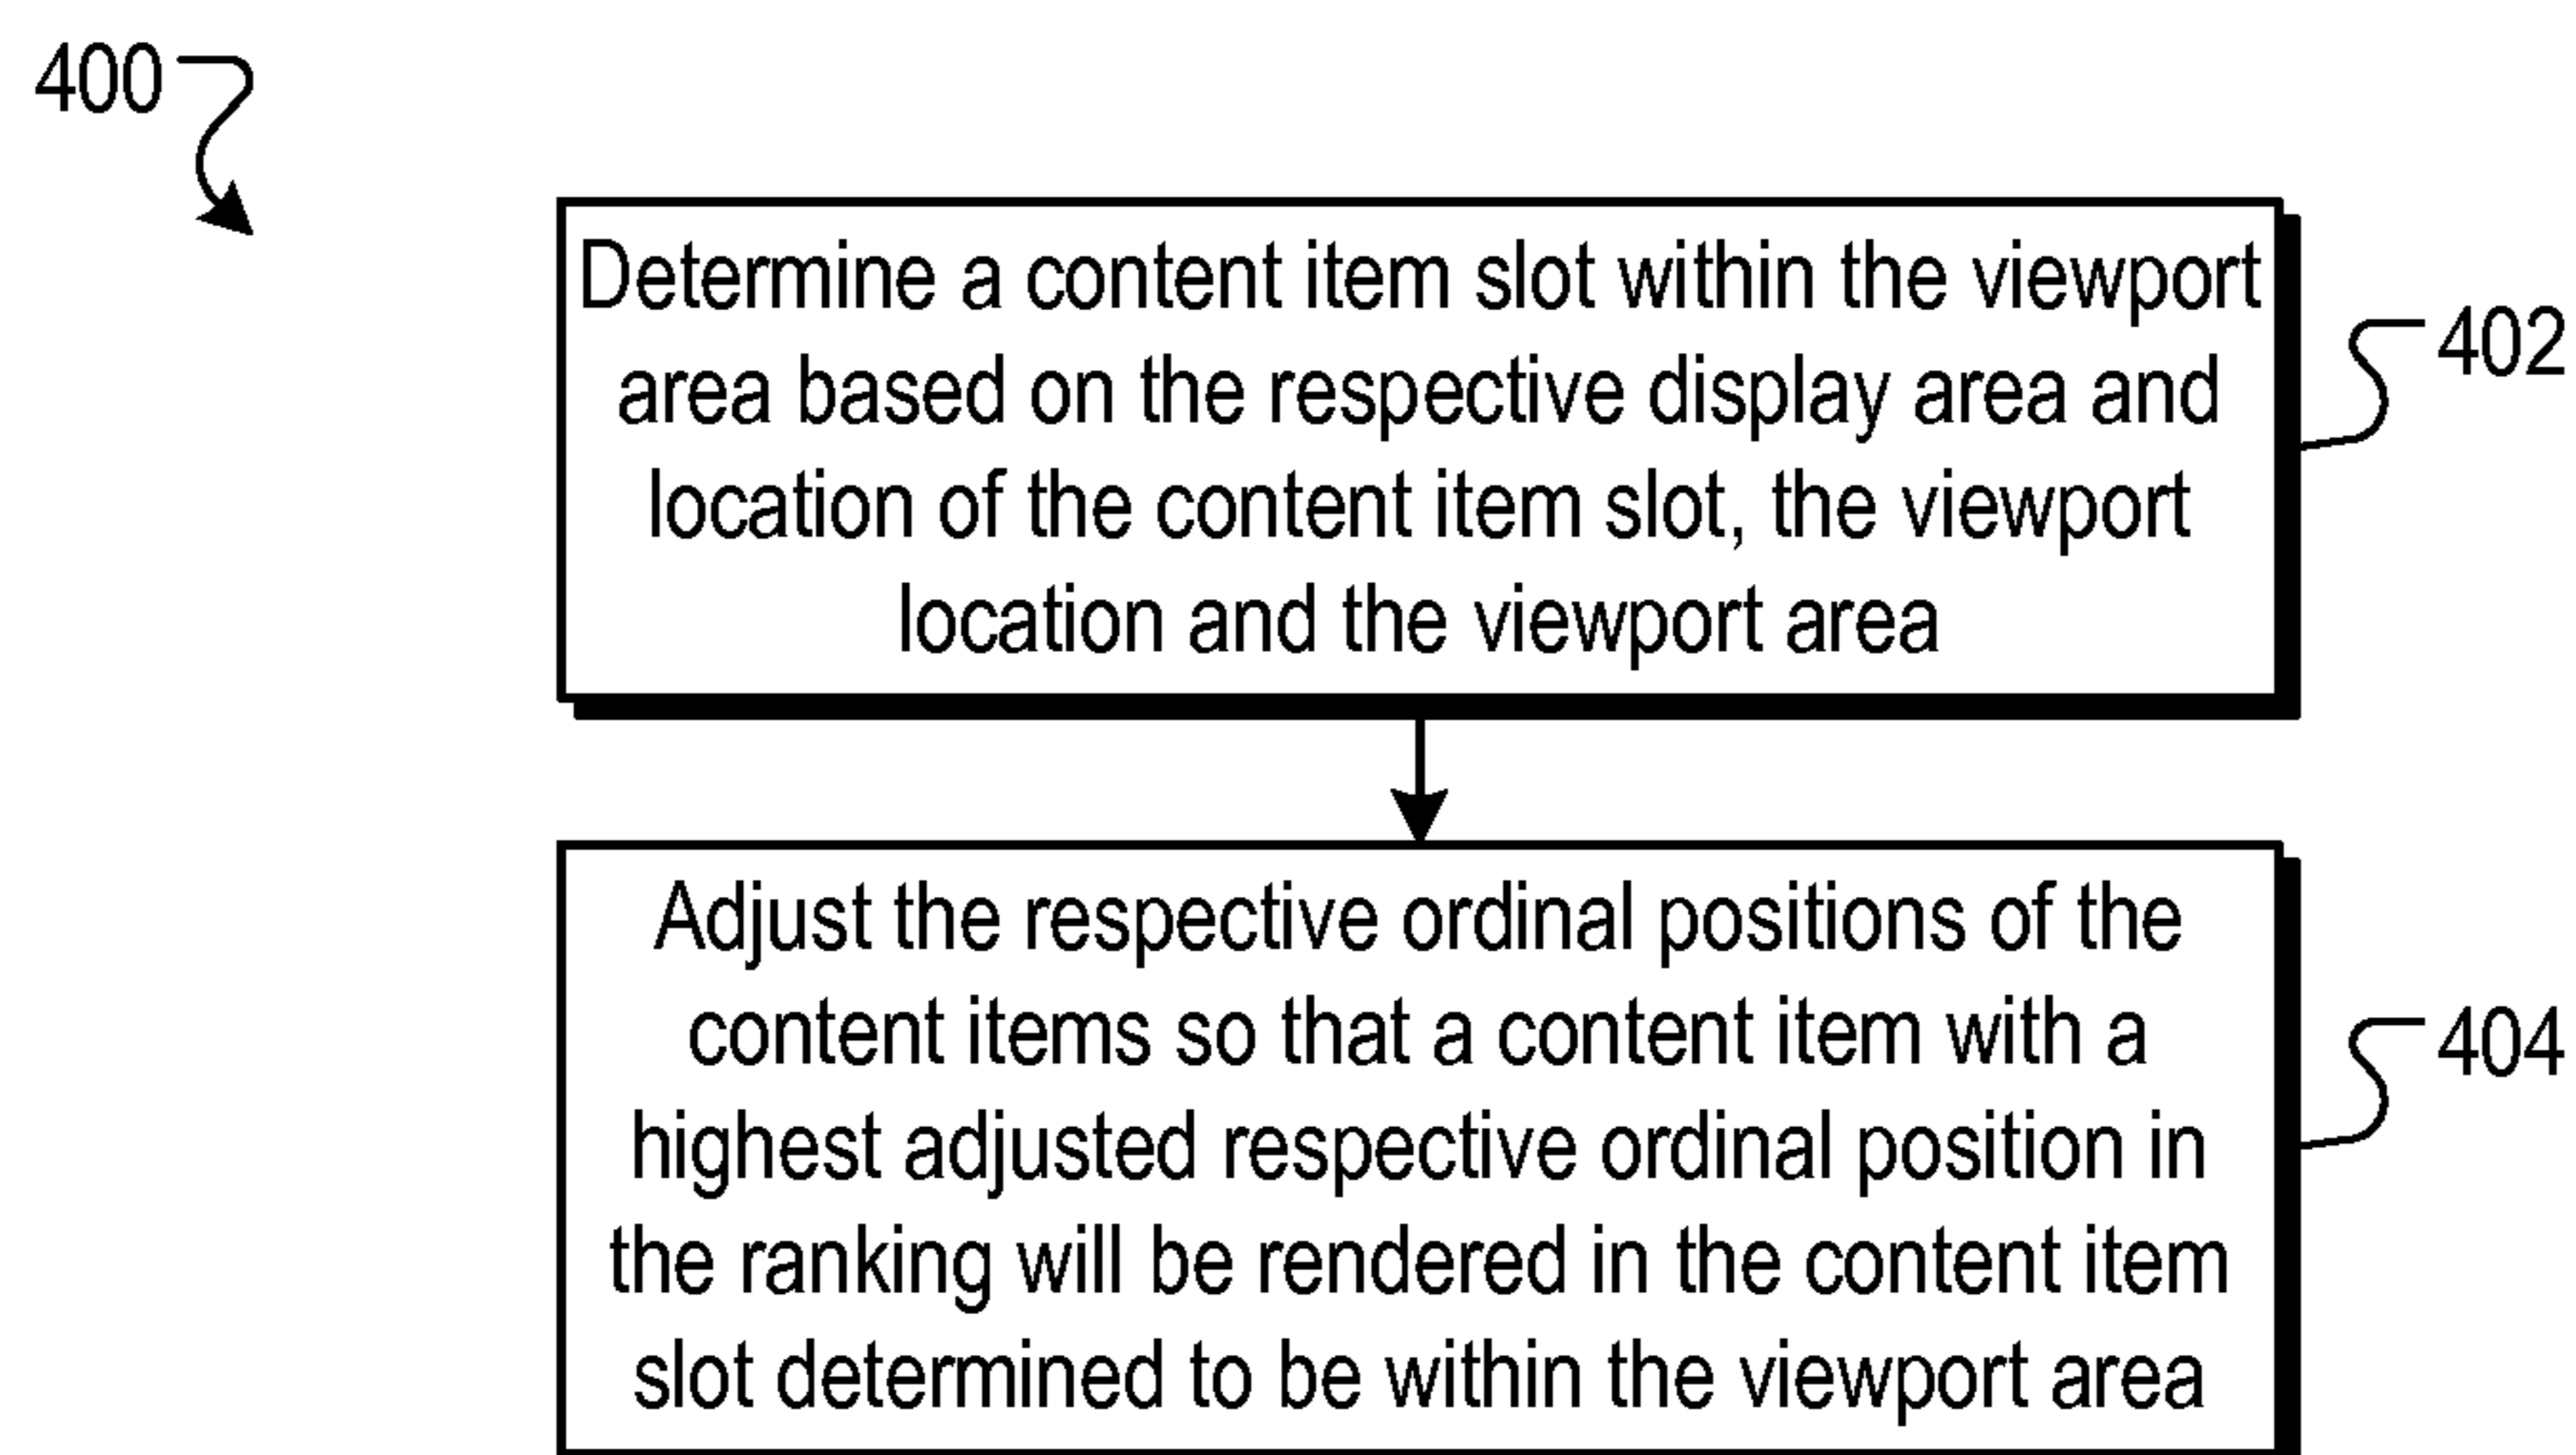 400
Determine a content item slot within the viewport
area based on the respective display area and
location of the content item slot, the viewport
location and the viewport area
402
Adjust the respective ordinal positions of the
content items so that a content item with a
highest adjusted respective ordinal position in
the ranking will be rendered in the content item
slot determined to be within the viewport area
404